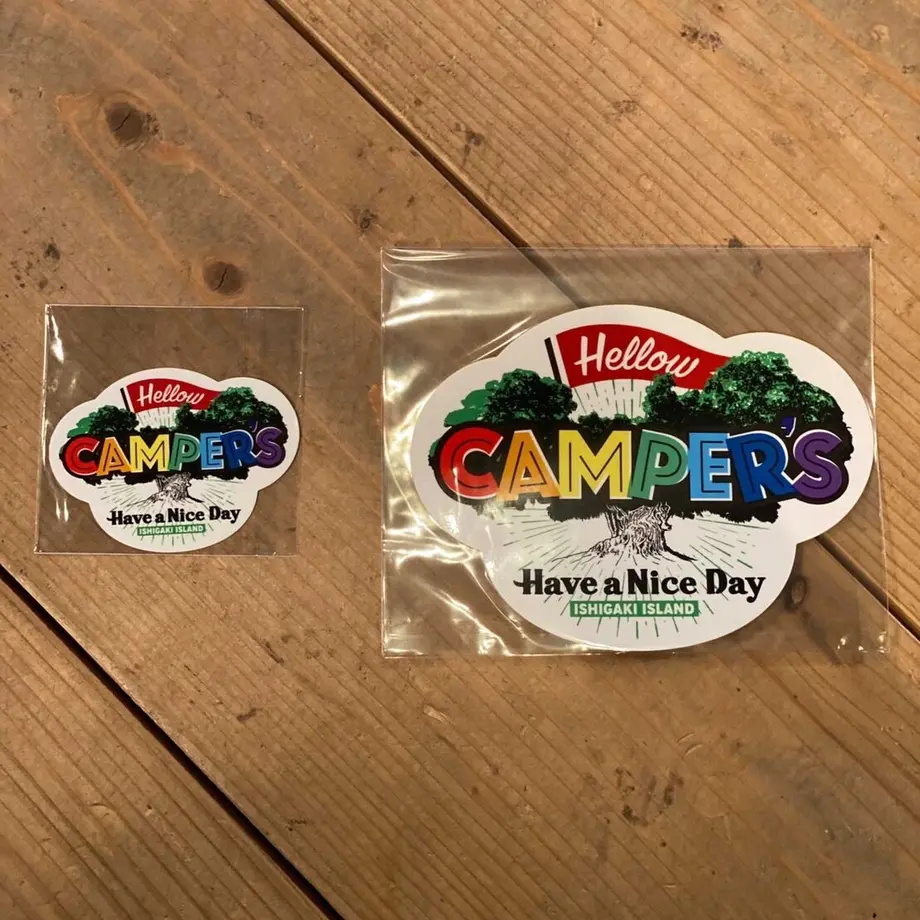 Hellow
CAMPER'S
Have a Nice Day
ISHIGAKI ISLAND
Hellow
CAMPER'S
Have a Nice Day
ISHIGAKI ISLAND